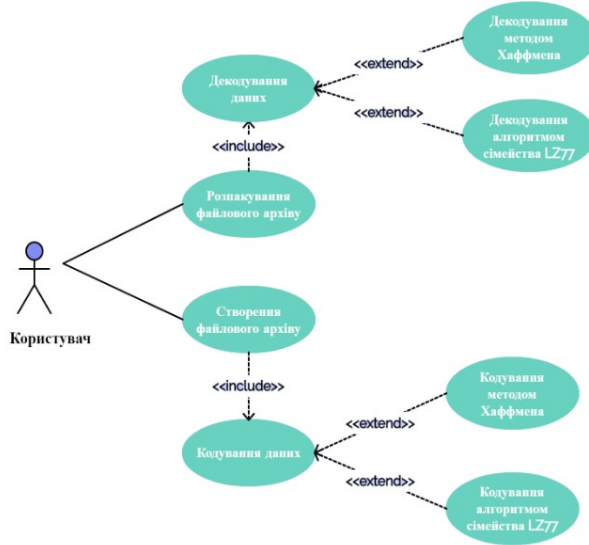 Декодування
методом
Хаффмена
<<extend>>
Декодування
даних
<<extend>>
Декодування
алгоритмом
сімейства LZ77
<<include>>
Розпакування
файлового архіву
Користувач
Створення
файлового архіву
<<include>>
Кодування
методом
Хаффмена
<<extend>>
Кодування даних
<<extend>>
Кодування
алгоритмом
сімейства LZ77